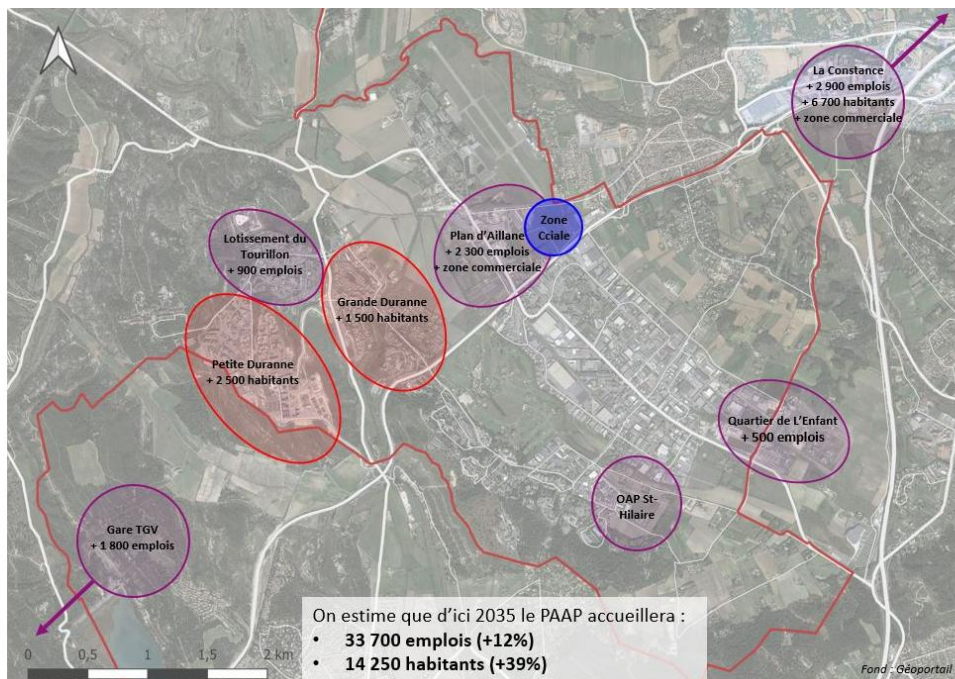 La Constance
+ 2 900 emplois
+ 6 700 habitants
+ zone commerciale
Zone
Cciale
Plan d'Aillane
+ 2 300 emplois
+ zone commerciale
Lotissement du
Tourillon
+ 900 emplois
Grande Duranne
+ 1 500 habitants
Petite Duranne
+ 2 500 habitants
Quartier de L'Enfant
+ 500 emplois
OAP St-
Hilaire
Gare TGV
+ 1 800 emplois
On estime que d'ici 2035 le PAAP accueillera :
• 33 700 emplois (+12%)
• 14 250 habitants (+39%)
0 0,5 1 2 km
Fond : Géoportail